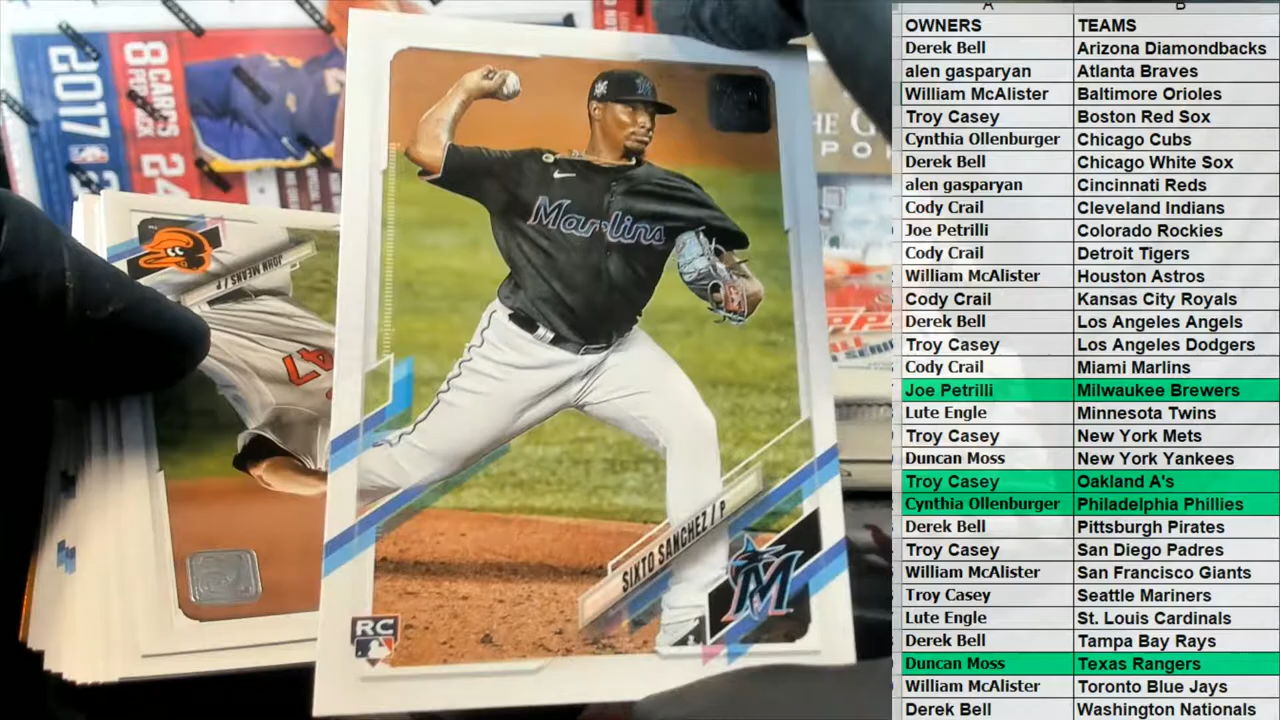 2017
8 CARDS
PER PACK
24
THE G
SPO
JOHN MEANS / P
47
Marlins
SIXTO SANCHEZ / P
M
RC
A B
OWNERS TEAMS
Derek Bell Arizona Diamondbacks
alen gasparyan Atlanta Braves
William McAlister Baltimore Orioles
Troy Casey Boston Red Sox
Cynthia Ollenburger Chicago Cubs
Derek Bell Chicago White Sox
alen gasparyan Cincinnati Reds
Cody Crail Cleveland Indians
Joe Petrilli Colorado Rockies
Cody Crail Detroit Tigers
William McAlister Houston Astros
Cody Crail Kansas City Royals
Derek Bell Los Angeles Angels
Troy Casey Los Angeles Dodgers
Cody Crail Miami Marlins
Joe Petrilli Milwaukee Brewers
Lute Engle Minnesota Twins
Troy Casey New York Mets
Duncan Moss New York Yankees
Troy Casey Oakland A's
Cynthia Ollenburger Philadelphia Phillies
Derek Bell Pittsburgh Pirates
Troy Casey San Diego Padres
William McAlister San Francisco Giants
Troy Casey Seattle Mariners
Lute Engle St. Louis Cardinals
Derek Bell Tampa Bay Rays
Duncan Moss Texas Rangers
William McAlister Toronto Blue Jays
Derek Bell Washington Nationals